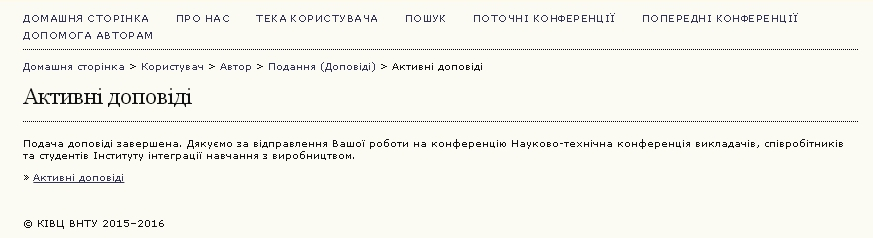 ДОМАШНЯ СТОРІНКА ПРО НАС ТЕКА КОРИСТУВАЧА ПОШУК ПОТОЧНІ КОНФЕРЕНЦІЇ ПОПЕРЕДНІ КОНФЕРЕНЦІЇ
ДОПОМОГА АВТОРАМ
Домашня сторінка > Користувач > Автор > Подання (Доповіді) > Активні доповіді
Активні доповіді
Подача доповіді завершена. Дякуємо за відправлення Вашої роботи на конференцію Науково-технічна конференція викладачів, співробітників
та студентів Інституту інтеграції навчання з виробництвом.
» Активні доповіді
© КІВЦ ВНТУ 2015–2016